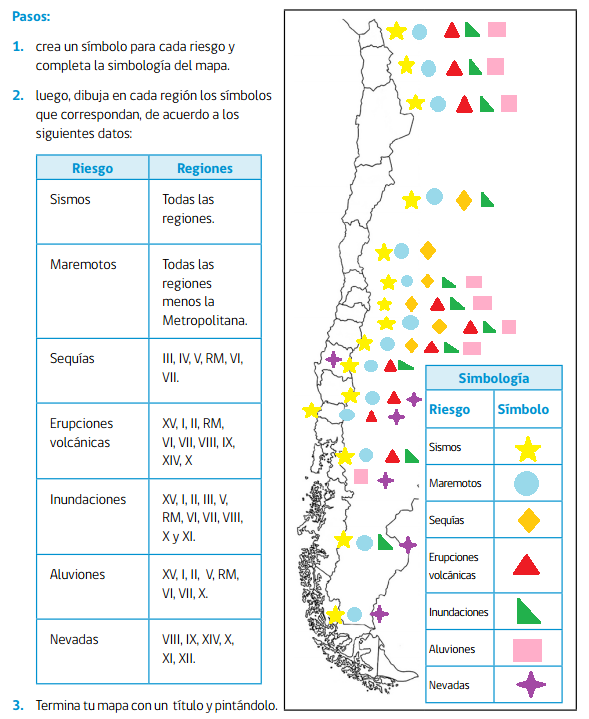 Pasos:
1. crea un símbolo para cada riesgo y
completa la simbología del mapa.
2. luego, dibuja en cada región los símbolos
que correspondan, de acuerdo a los
siguientes datos:
Riesgo Regiones
Sismos Todas las
regiones.
Maremotos Todas las
regiones
menos la
Metropolitana.
Sequías III, IV, V, RM, VI,
VII.
Erupciones XV, I, II, RM,
volcánicas VI, VII, VIII, IX,
XIV, X
Inundaciones XV, I, II, III, V,
RM, VI, VII, VIII,
X y XI.
Aluviones XV, I, II, V, RM,
VI, VII, X.
Nevadas VIII, IX, XIV, X,
XI, XII.
3. Termina tu mapa con un título y pintándolo.
Simbología
Riesgo Símbolo
Sismos
Maremotos
Sequías
Erupciones
volcánicas
Inundaciones
Aluviones
Nevadas